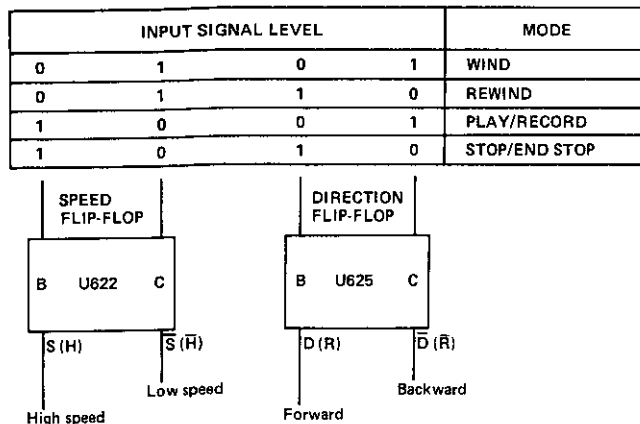 INPUT SIGNAL LEVEL MODE
0 1 0 1 WIND
0 1 1 0 REWIND
1 0 0 1 PLAY/RECORD
1 0 1 0 STOP/END STOP
SPEED DIRECTION
FLIP-FLOP FLIP-FLOP
B U622 C B U625 C
S (H) S̅ (H̅) D (R) D̅ (R̅)
Low speed Backward
High speed Forward